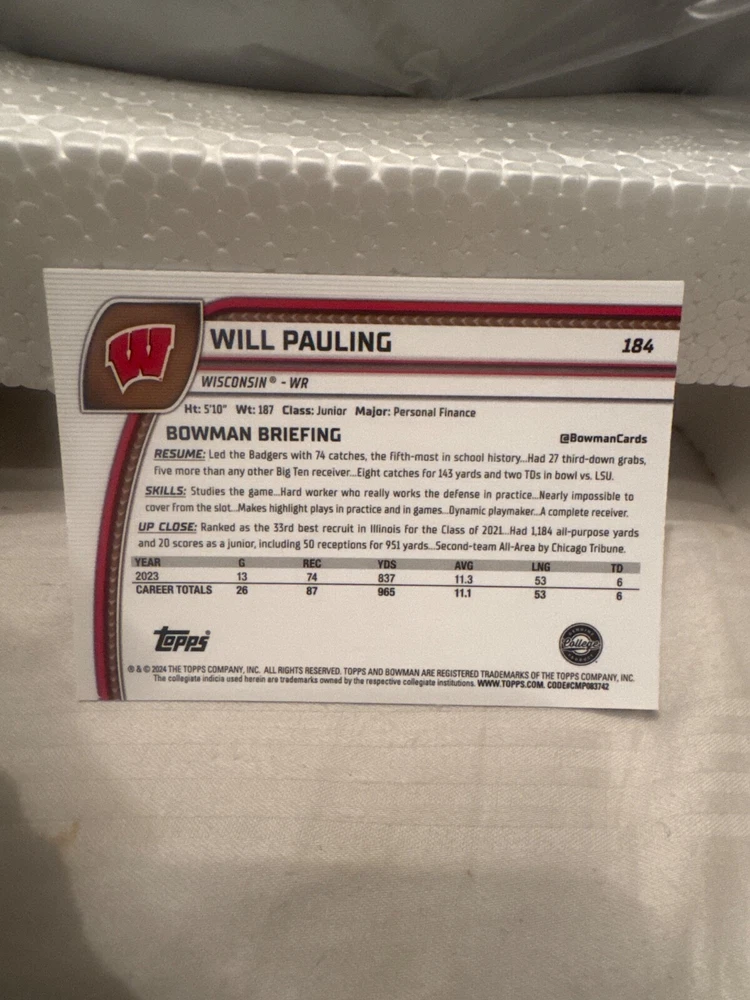 W
WILL PAULING
184
WISCONSIN® - WR
Ht: 5'10" Wt: 187 Class: Junior Major: Personal Finance
BOWMAN BRIEFING
@BowmanCards
RESUME: Led the Badgers with 74 catches, the fifth-most in school history...Had 27 third-down grabs,
five more than any other Big Ten receiver...Eight catches for 143 yards and two TDs in bowl vs. LSU.
SKILLS: Studies the game...Hard worker who really works the defense in practice...Nearly impossible to
cover from the slot...Makes highlight plays in practice and in games...Dynamic playmaker...A complete receiver.
UP CLOSE: Ranked as the 33rd best recruit in Illinois for the Class of 2021...Had 1,184 all-purpose yards
and 20 scores as a junior, including 50 receptions for 951 yards...Second-team All-Area by Chicago Tribune.
YEAR G REC YDS AVG LNG TD
2023 13 74 837 11.3 53 6
CAREER TOTALS 26 87 965 11.1 53 6
topps®
College
® & © 2024 THE TOPPS COMPANY, INC. ALL RIGHTS RESERVED. TOPPS AND BOWMAN ARE REGISTERED TRADEMARKS OF THE TOPPS COMPANY, INC.
The collegiate indicia used herein are trademarks owned by the respective collegiate institutions. WWW.TOPPS.COM. CODE#CMP083742